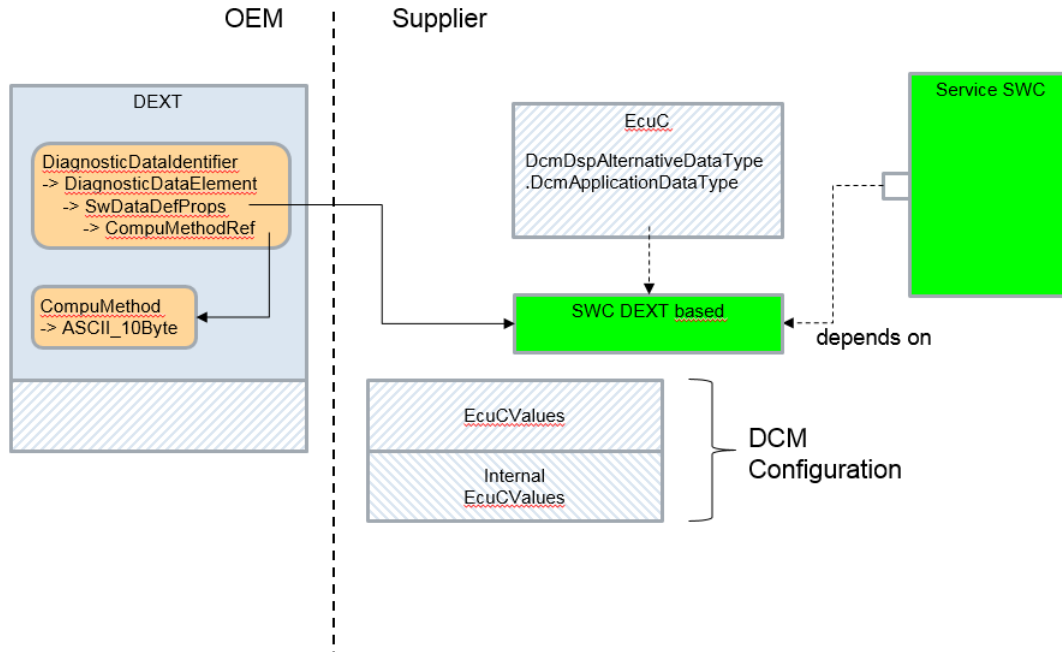 OEM
Supplier
DEXT
DiagnosticDataIdentifier
-> DiagnosticDataElement
-> SwDataDefProps
-> CompuMethodRef
CompuMethod
-> ASCII_10Byte
EcuC
DcmDspAlternativeDataType
.DcmApplicationDataType
Service SWC
SWC DEXT based
depends on
EcuCValues
Internal
EcuCValues
DCM
Configuration